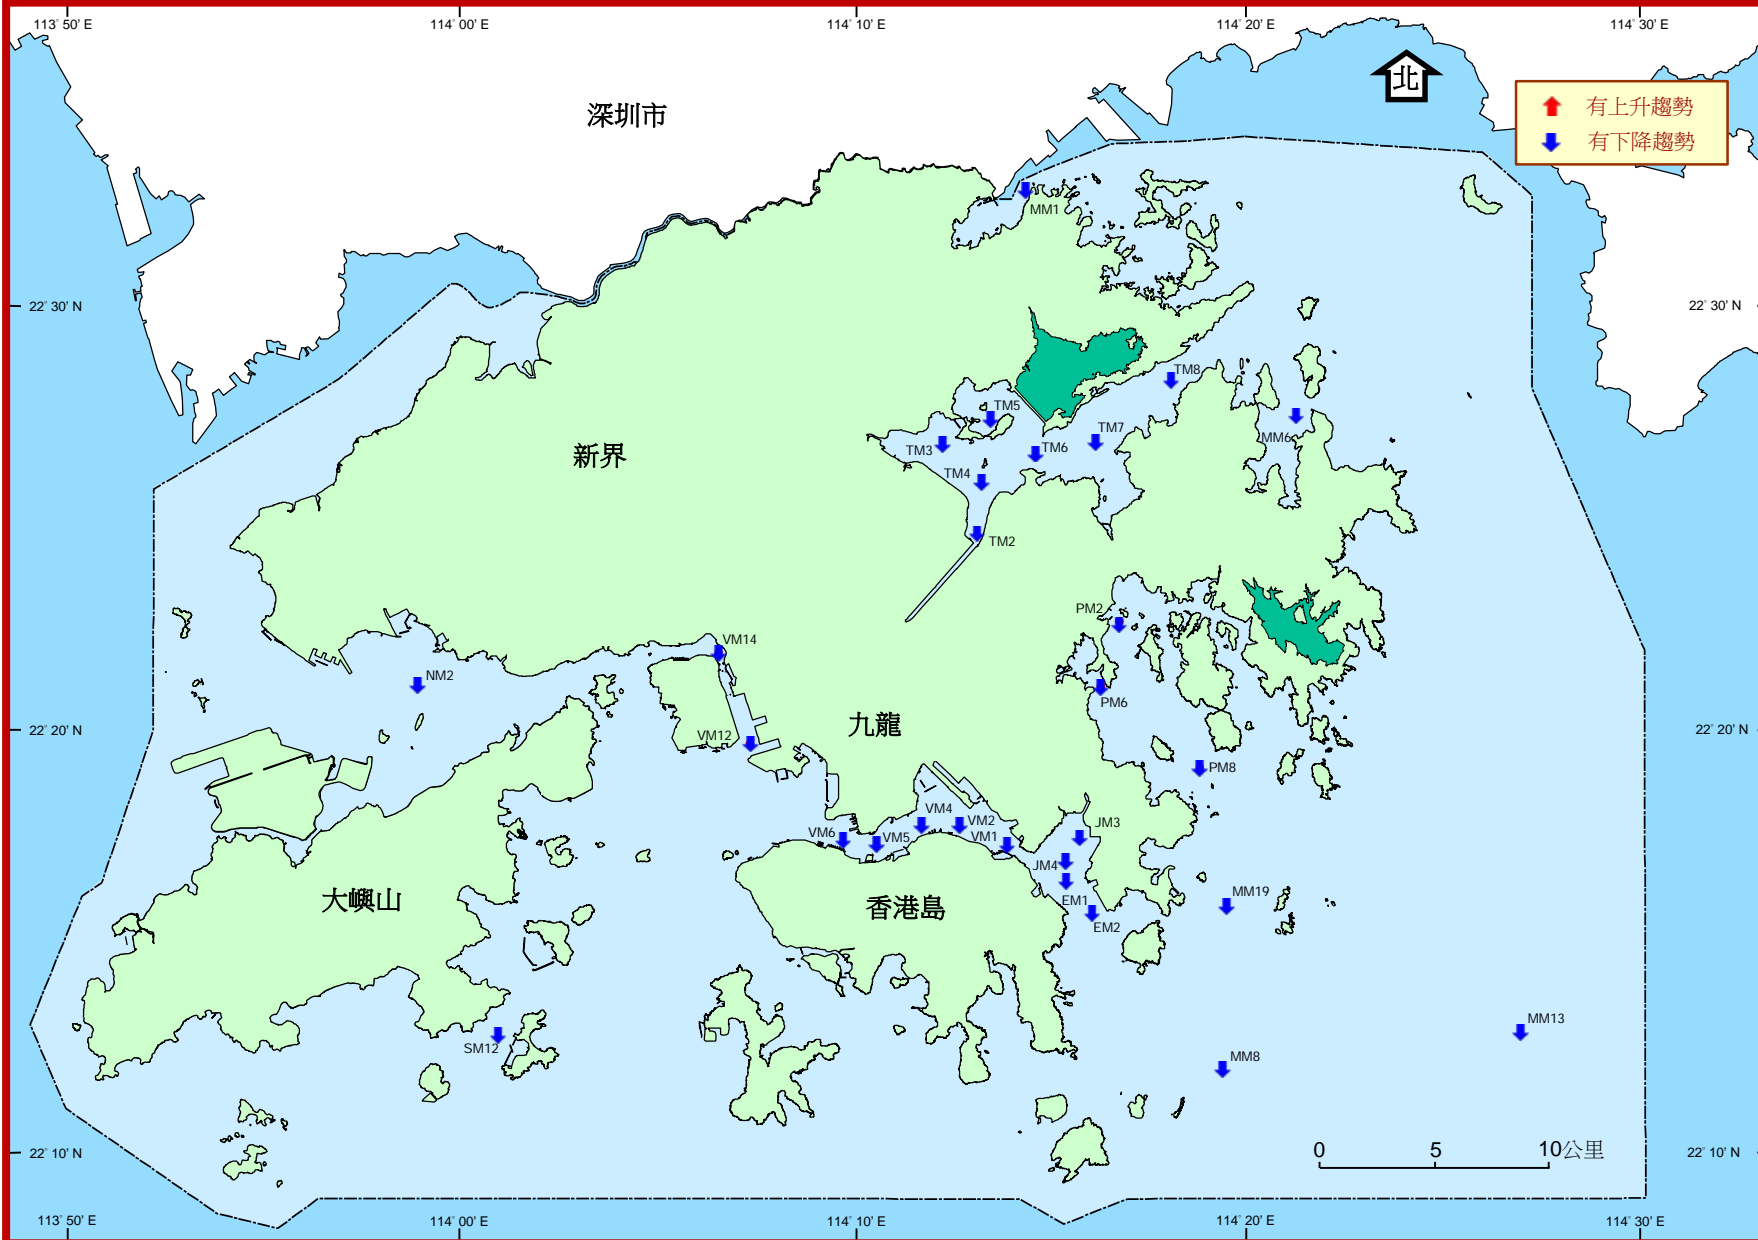 113° 50' E
114° 00' E
114° 10' E
114° 20' E
114° 30' E
北
深圳市
有上升趨勢
有下降趨勢
MM1
22° 30' N
22° 30' N
TM8
TM5
TM7
MM6
TM3
TM6
新界
TM4
TM2
PM2
VM14
NM2
PM6
22° 20' N
九龍
22° 20' N
VM12
PM8
VM4
VM2
JM3
VM6
VM5
VM1
JM4
大嶼山
香港島
EM1
MM19
EM2
MM13
SM12
MM8
0
5
10公里
22° 10' N
22° 10' N
113° 50' E
114° 00' E
114° 10' E
114° 20' E
114° 30' E